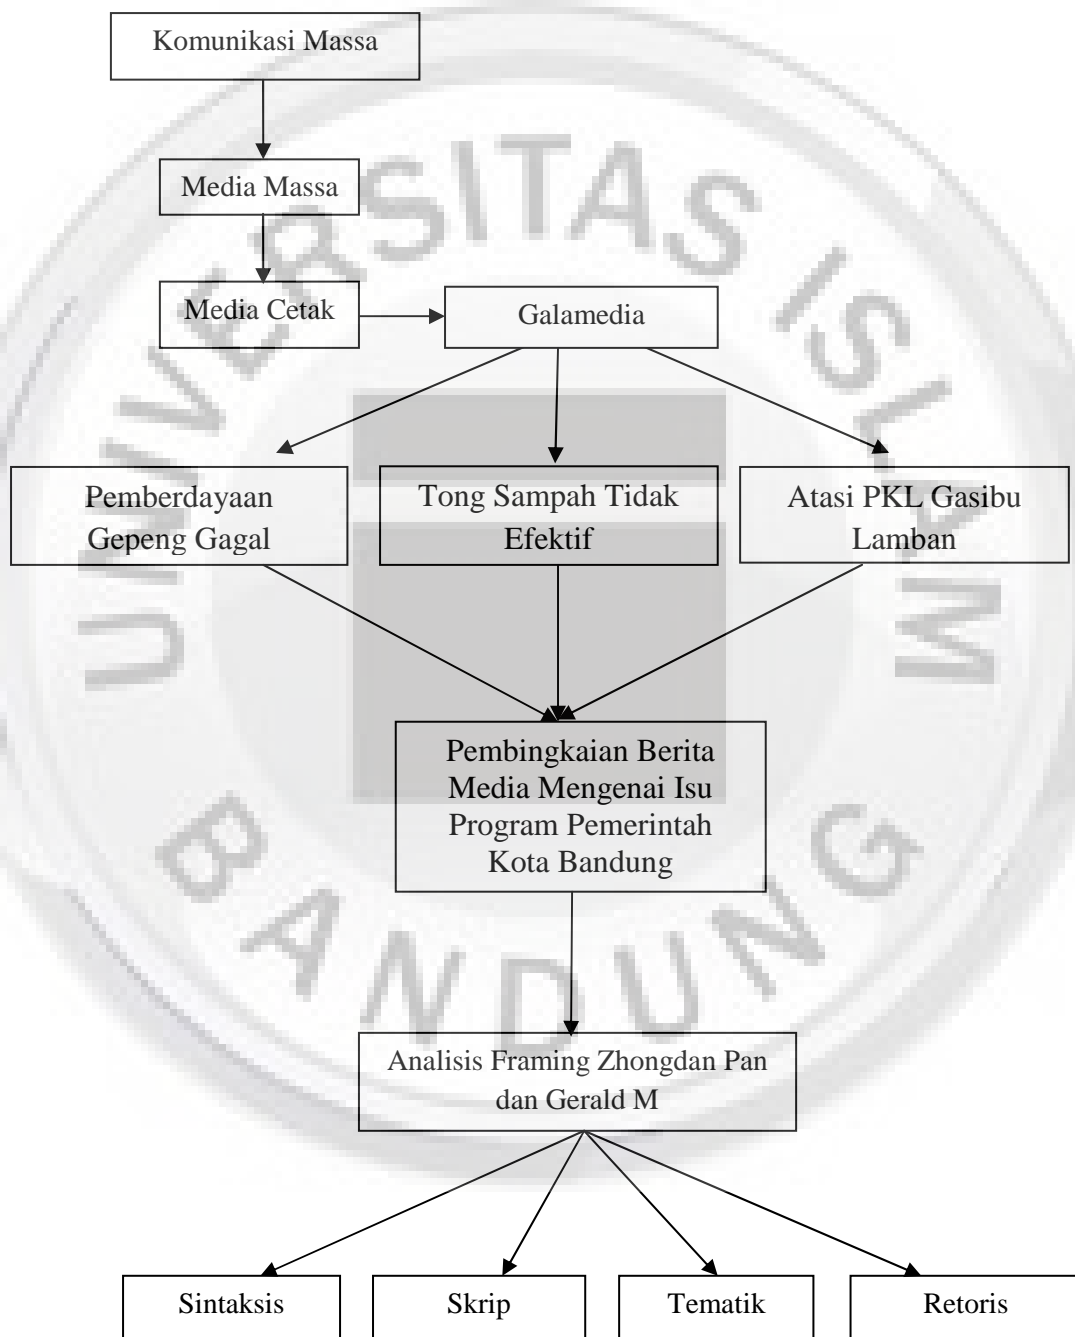 Komunikasi Massa
Media Massa
Media Cetak
Galamedia
Pemberdayaan
Gepeng Gagal
Tong Sampah Tidak
Efektif
Atasi PKL Gasibu
Lamban
Pembingkaian Berita
Media Mengenai Isu
Program Pemerintah
Kota Bandung
Analisis Framing Zhongdan Pan
dan Gerald M
Sintaksis
Skrip
Tematik
Retoris
UNIVERSITAS ISLAM
BANDUNG